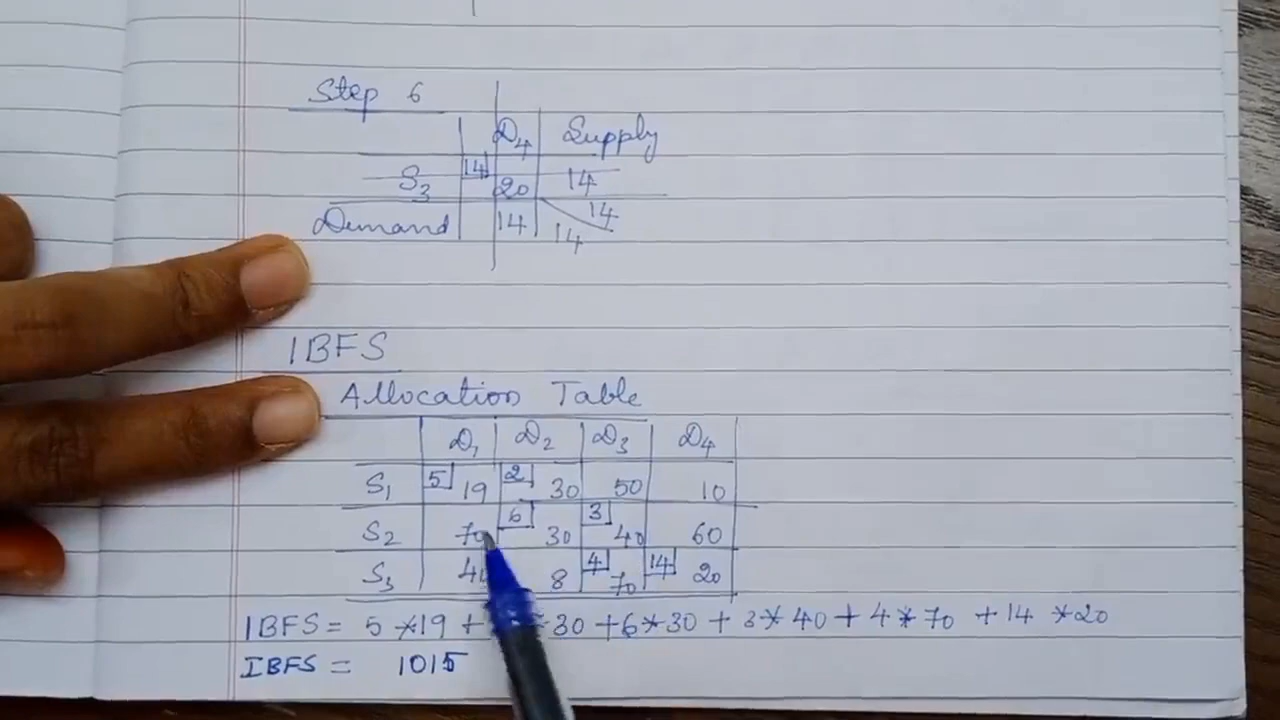 Step 6
D4 Supply
S3 14 20 14
Demand 14 14 14
IBFS
Allocation Table
D1 D2 D3 D4
S1 5 19 2 30 50 10
S2 70 6 30 3 40 60
S3 8 4 70 14 20
IBFS = 5 *19 + * 30 + 6 * 30 + 3 * 40 + 4 * 70 + 14 * 20
IBFS = 1015